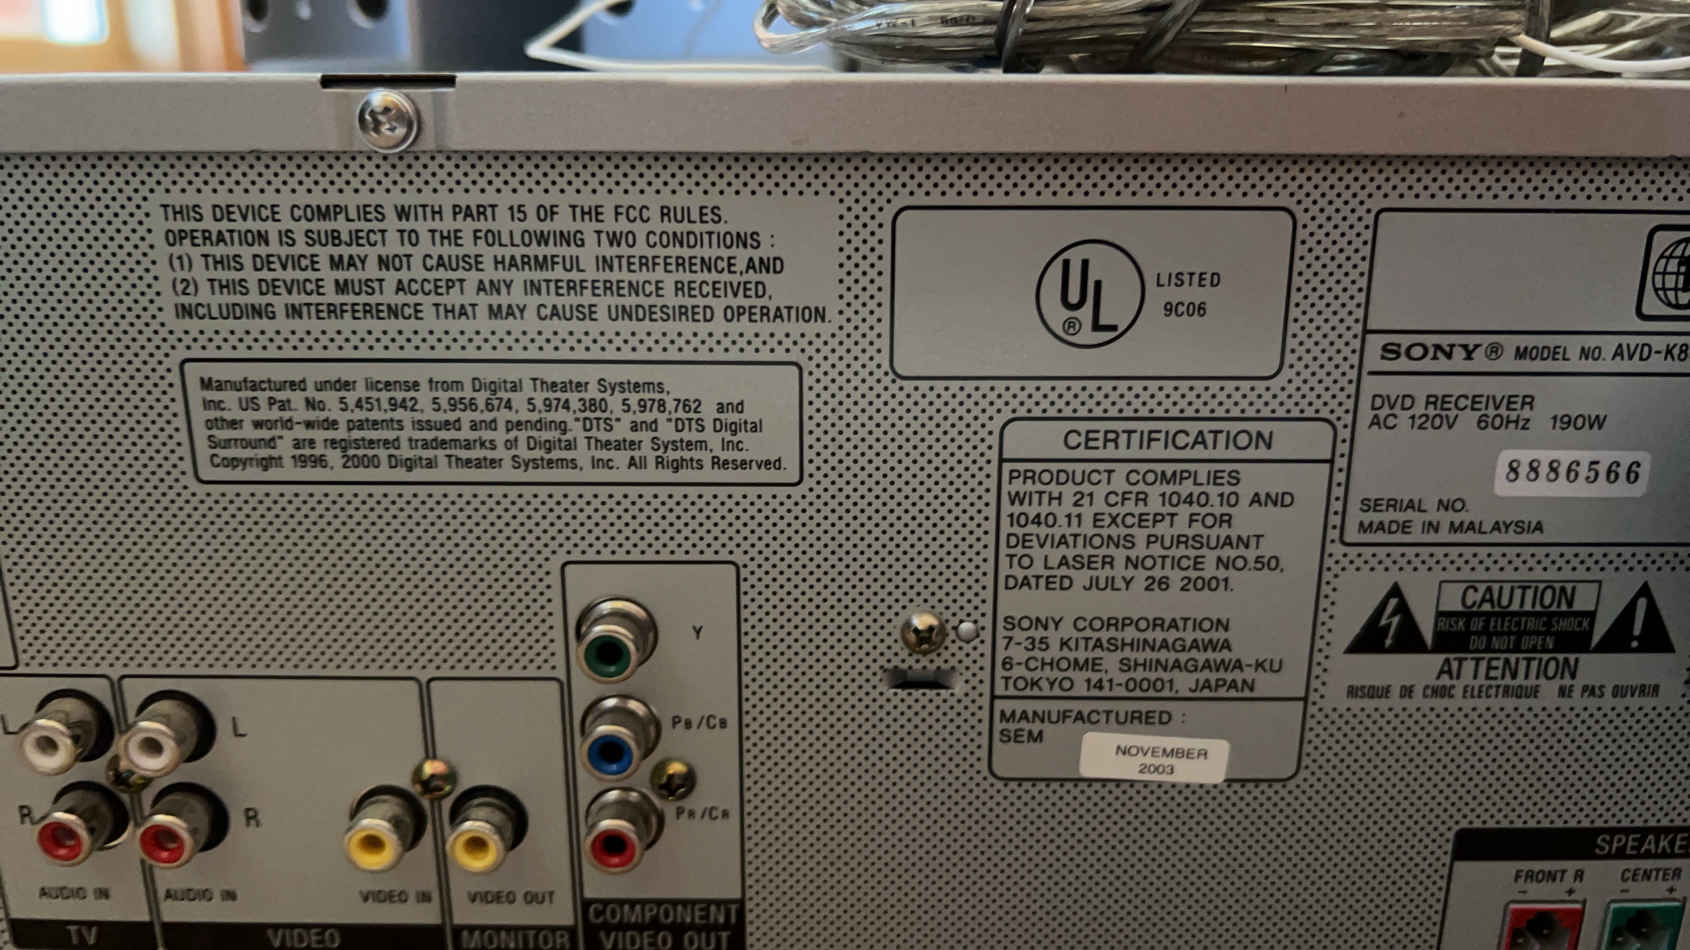 THIS DEVICE COMPLIES WITH PART 15 OF THE FCC RULES.
OPERATION IS SUBJECT TO THE FOLLOWING TWO CONDITIONS :
(1) THIS DEVICE MAY NOT CAUSE HARMFUL INTERFERENCE,AND
(2) THIS DEVICE MUST ACCEPT ANY INTERFERENCE RECEIVED,
INCLUDING INTERFERENCE THAT MAY CAUSE UNDESIRED OPERATION.
Manufactured under license from Digital Theater Systems,
Inc. US Pat. No. 5,451,942, 5,956,674, 5,974,380, 5,978,762 and
other world-wide patents issued and pending."DTS" and "DTS Digital
Surround" are registered trademarks of Digital Theater System, Inc.
Copyright 1996, 2000 Digital Theater Systems, Inc. All Rights Reserved.
UL ®
LISTED
9C06
SONY® MODEL NO. AVD-K8
DVD RECEIVER
AC 120V 60Hz 190W
8886566
SERIAL NO.
MADE IN MALAYSIA
CERTIFICATION
PRODUCT COMPLIES
WITH 21 CFR 1040.10 AND
1040.11 EXCEPT FOR
DEVIATIONS PURSUANT
TO LASER NOTICE NO.50,
DATED JULY 26 2001.
SONY CORPORATION
7-35 KITASHINAGAWA
6-CHOME, SHINAGAWA-KU
TOKYO 141-0001, JAPAN
MANUFACTURED :
SEM
NOVEMBER
2003
CAUTION
RISK OF ELECTRIC SHOCK
DO NOT OPEN
ATTENTION
RISQUE DE CHOC ELECTRIQUE NE PAS OUVRIR
Y
PB/CB
PR/CR
COMPONENT
VIDEO OUT
L
R
AUDIO IN
TV
L
R
AUDIO IN
VIDEO IN
VIDEO
VIDEO OUT
MONITOR
SPEAKE
FRONT R
CENTER
- +
- +